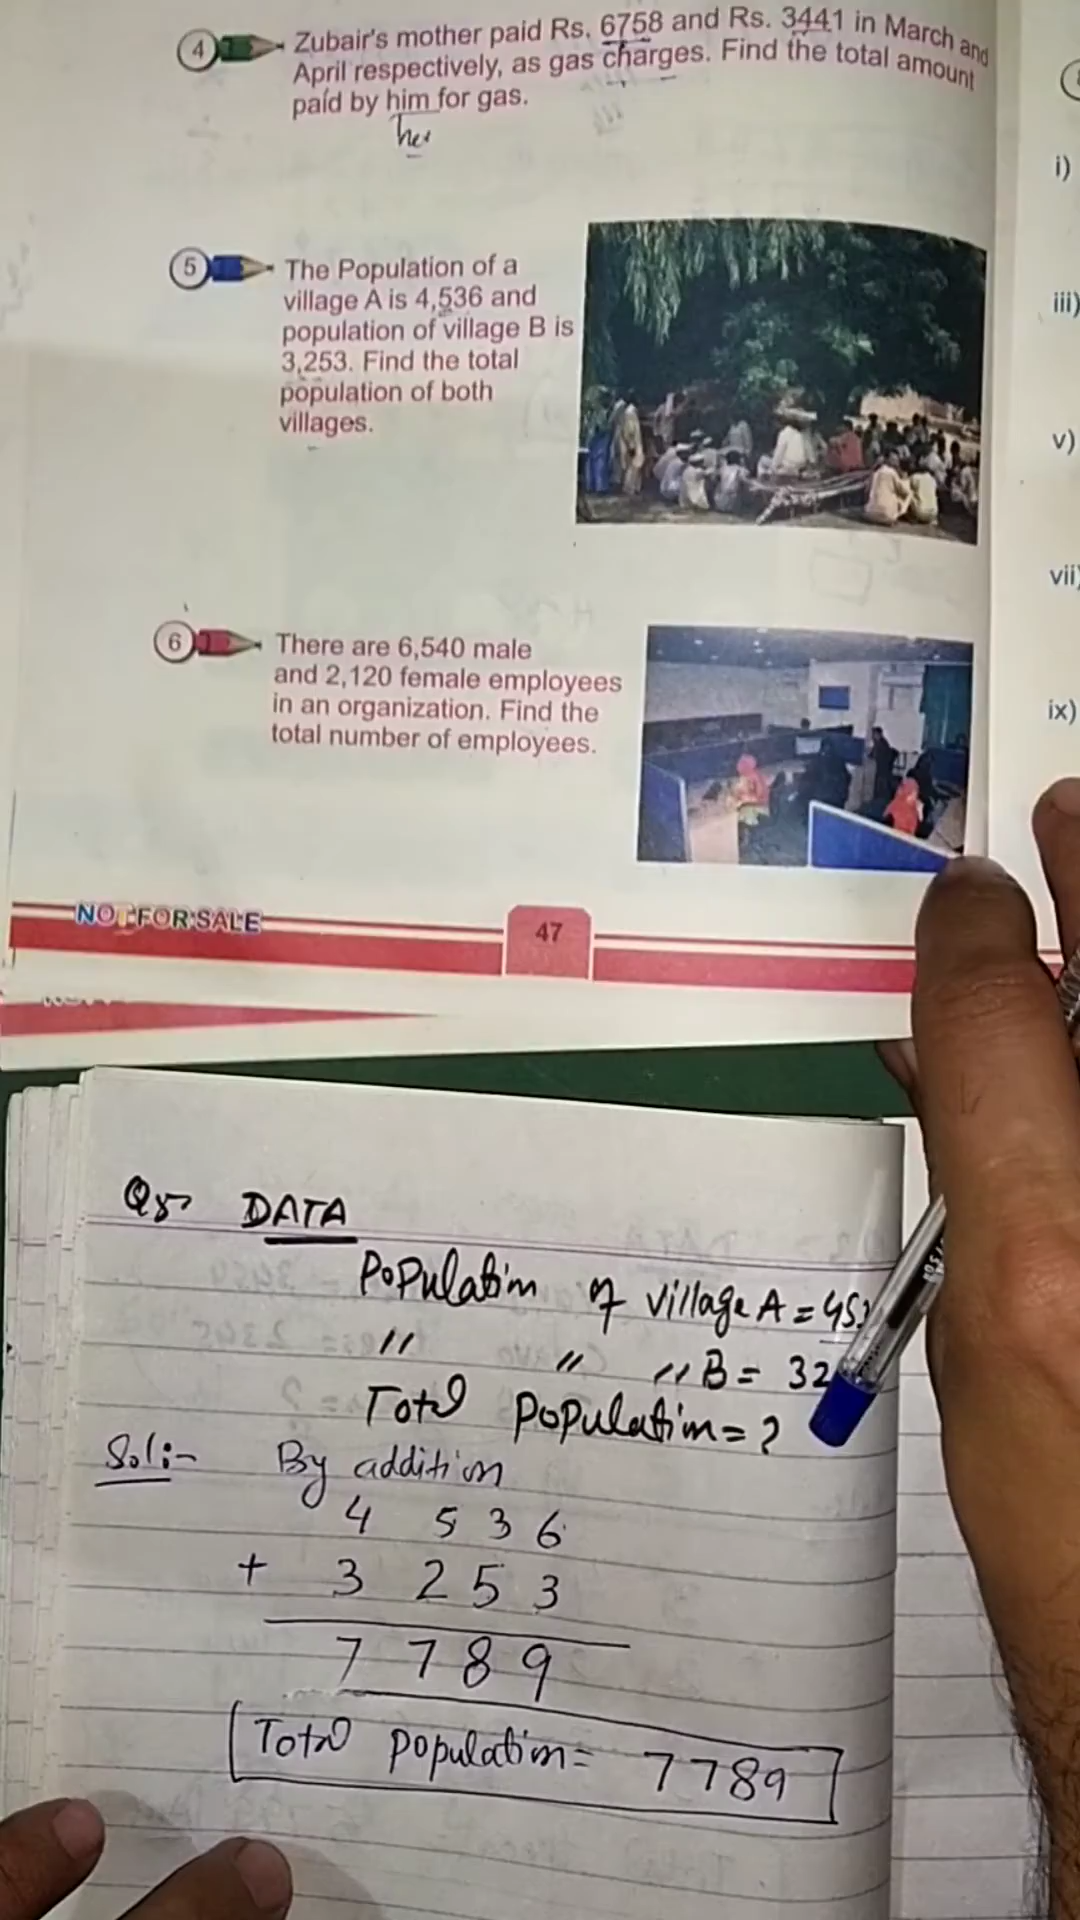 4 Zubair's mother paid Rs. 6758 and Rs. 3441 in March and
April respectively, as gas charges. Find the total amount
paid by him for gas.
her
5 The Population of a
village A is 4,536 and
population of village B is
3,253. Find the total
population of both
villages.
6 There are 6,540 male
and 2,120 female employees
in an organization. Find the
total number of employees.
i)
iii)
v)
vii)
ix)
NOT FOR SALE
47
Q5> DATA
Population of village A = 453
" " " B = 32
Total Population = ?
Sol:- By addition
4 5 3 6
+ 3 2 5 3
7 7 8 9
Total population = 7789